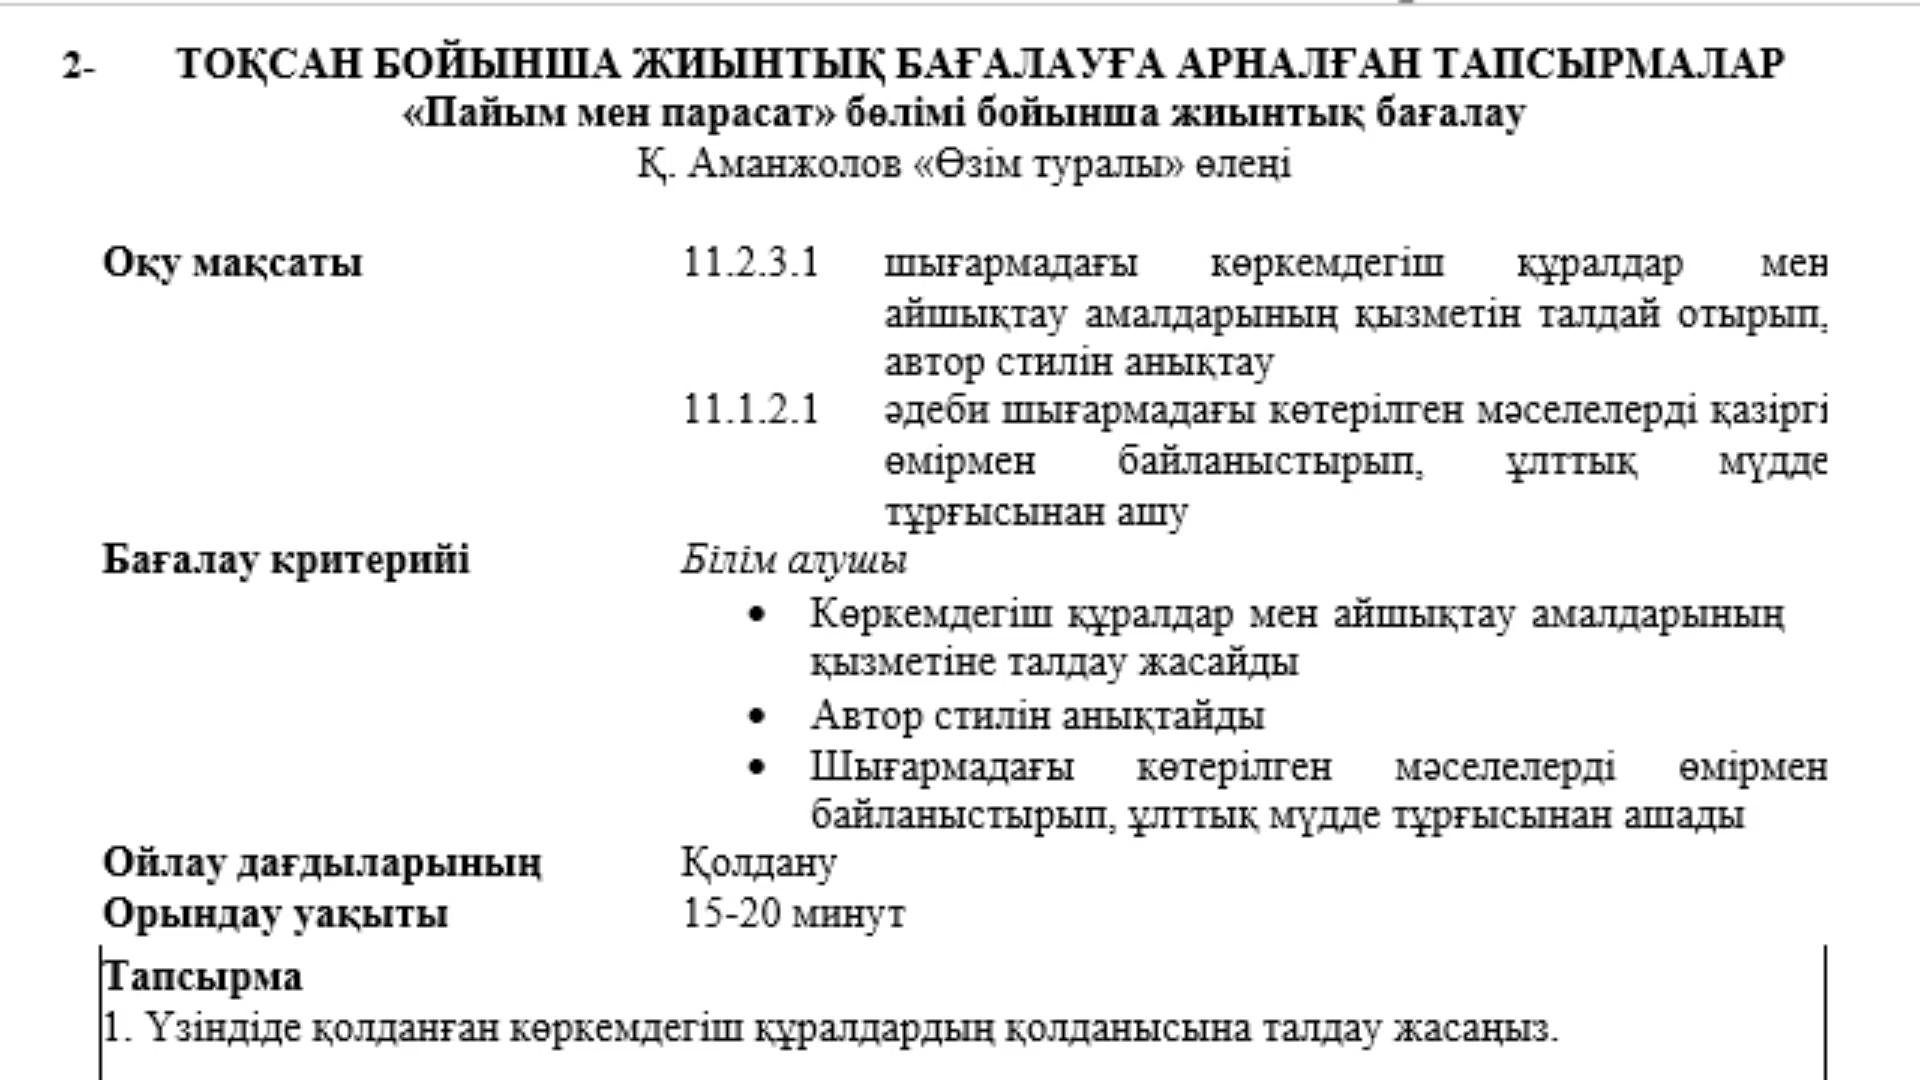 2- ТОҚСАН БОЙЫНША ЖИЫНТЫҚ БАҒАЛАУҒА АРНАЛҒАН ТАПСЫРМАЛАР
«Пайым мен парасат» бөлімі бойынша жиынтық бағалау
Қ. Аманжолов «Өзім туралы» өлеңі
Оқу мақсаты 11.2.3.1 шығармадағы көркемдегіш құралдар мен
айшықтау амалдарының қызметін талдай отырып,
автор стилін анықтау
11.1.2.1 әдеби шығармадағы көтерілген мәселелерді қазіргі
өмірмен байланыстырып, ұлттық мүдде
тұрғысынан ашу
Бағалау критерийі Білім алушы
• Көркемдегіш құралдар мен айшықтау амалдарының
қызметіне талдау жасайды
• Автор стилін анықтайды
• Шығармадағы көтерілген мәселелерді өмірмен
байланыстырып, ұлттық мүдде тұрғысынан ашады
Ойлау дағдыларының Қолдану
Орындау уақыты 15-20 минут
Тапсырма
1. Үзіндіде қолданған көркемдегіш құралдардың қолданысына талдау жасаңыз.